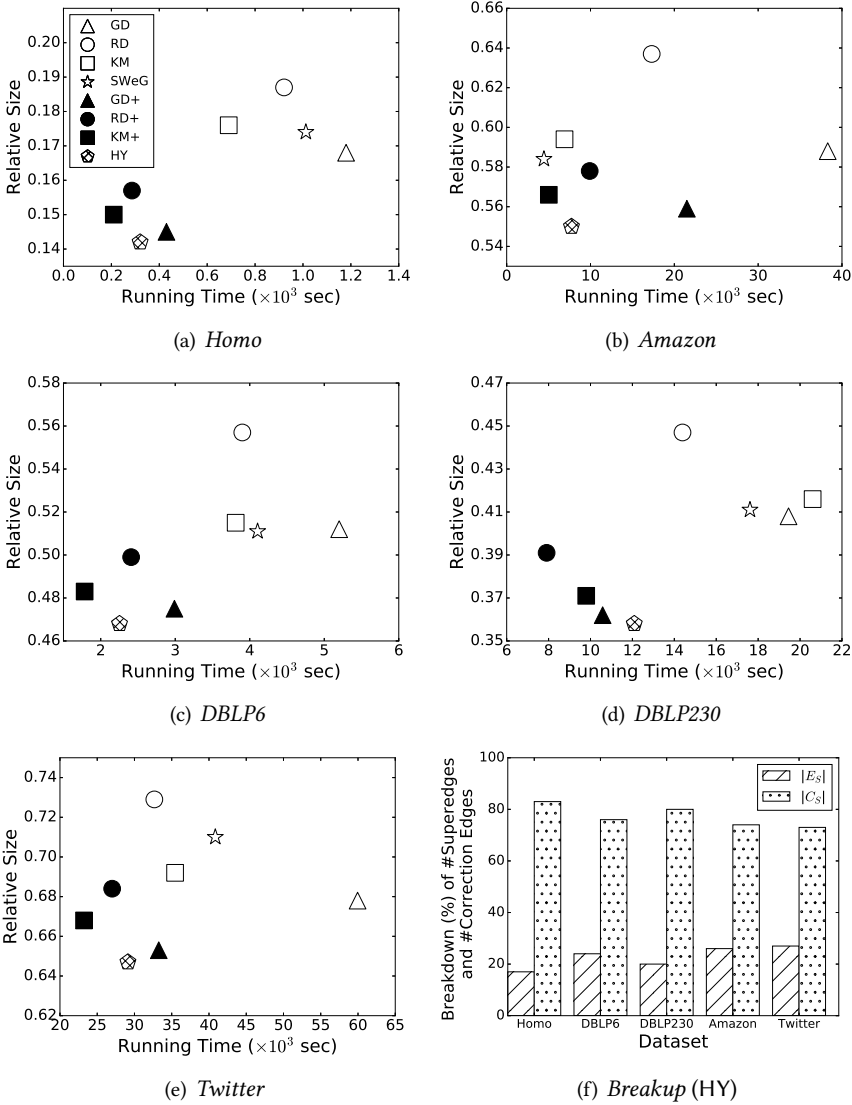 GD
RD
KM
SWeG
GD+
RD+
KM+
HY
Relative Size
0.20
0.19
0.18
0.17
0.16
0.15
0.14
0.0 0.2 0.4 0.6 0.8 1.0 1.2 1.4
Running Time (×10³ sec)
(a) Homo
Relative Size
0.66
0.64
0.62
0.60
0.58
0.56
0.54
0 10 20 30 40
Running Time (×10³ sec)
(b) Amazon
Relative Size
0.58
0.56
0.54
0.52
0.50
0.48
0.46
2 3 4 5 6
Running Time (×10³ sec)
(c) DBLP6
Relative Size
0.47
0.45
0.43
0.41
0.39
0.37
0.35
6 8 10 12 14 16 18 20 22
Running Time (×10³ sec)
(d) DBLP230
Relative Size
0.74
0.72
0.70
0.68
0.66
0.64
0.62
20 25 30 35 40 45 50 55 60 65
Running Time (×10³ sec)
(e) Twitter
Breakdown (%) of #Superedges
and #Correction Edges
100
80
60
40
20
0
|E_S|
|C_S|
Homo DBLP6 DBLP230 Amazon Twitter
Dataset
(f) Breakup (HY)